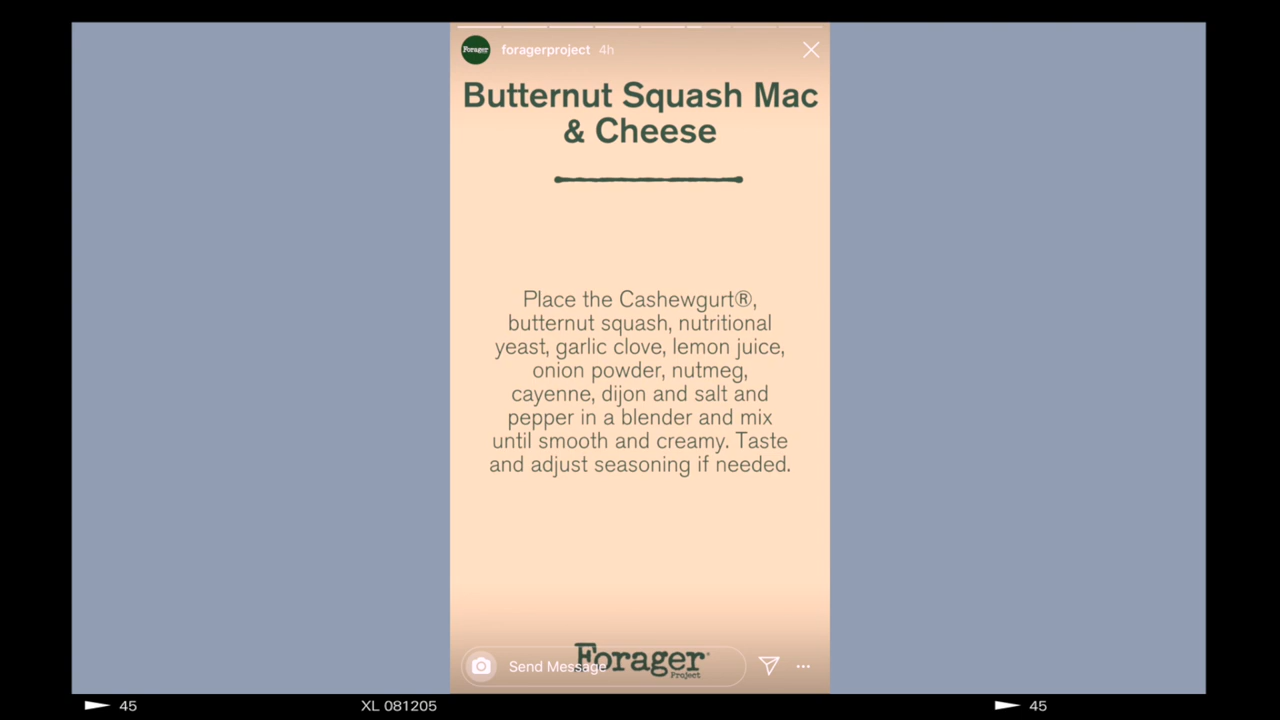 Forager
foragerproject 4h
Butternut Squash Mac
& Cheese
Place the Cashewgurt®,
butternut squash, nutritional
yeast, garlic clove, lemon juice,
onion powder, nutmeg,
cayenne, dijon and salt and
pepper in a blender and mix
until smooth and creamy. Taste
and adjust seasoning if needed.
Send Message
Forager
Project
45
XL 081205
45